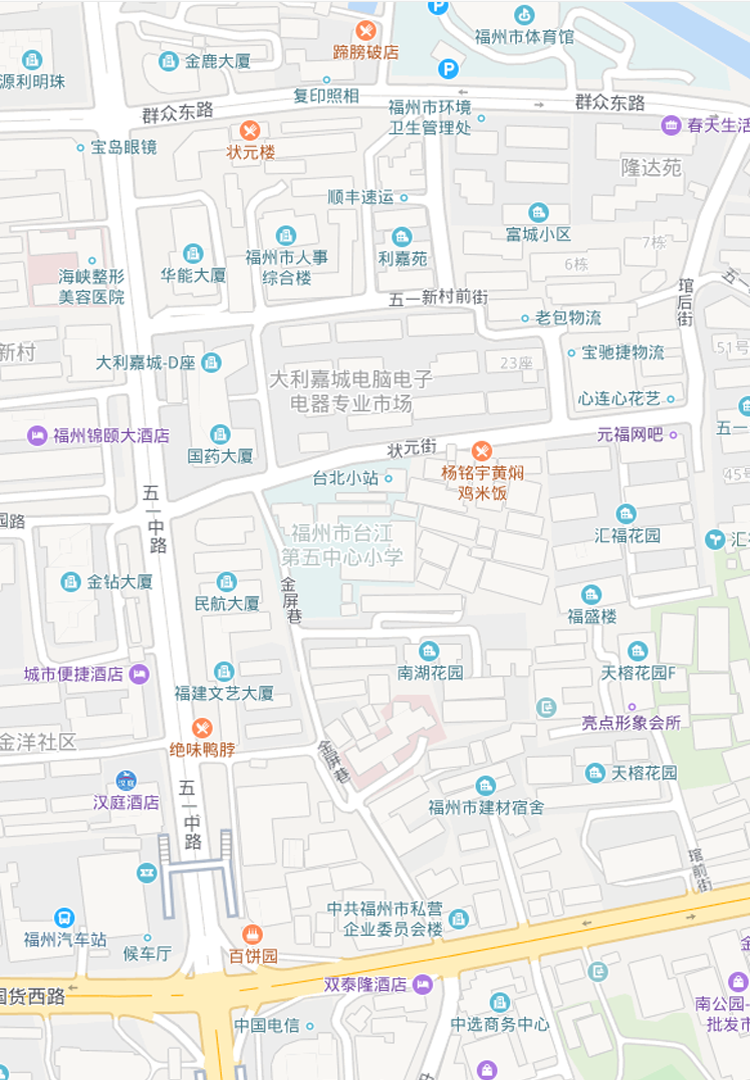 P
福州市体育馆
蹄膀破店
金鹿大厦
源利明珠
P
复印照相
群众东路
群众东路
福州市环境
卫生管理处
春天生活
宝岛眼镜
状元楼
隆达苑
顺丰速运
富城小区
7栋
福州市人事
综合楼
利嘉苑
6栋
华能大厦
海峡整形
美容医院
琯后街
五一
五一新村前街
老包物流
新村
51号
大利嘉城-D座
宝驰捷物流
23座
大利嘉城电脑电子
电器专业市场
心连心花艺
福州锦颐大酒店
国药大厦
元福网吧
五一
状元街
杨铭宇黄焖
鸡米饭
台北小站
45号
五一中路
园路
福州市台江
第五中心小学
汇福花园
汇福
金钻大厦
民航大厦
金屏巷
福盛楼
城市便捷酒店
福建文艺大厦
南湖花园
天榕花园F
亮点形象会所
绝味鸭脖
金洋社区
金屏巷
汉庭
汉庭酒店
天榕花园
福州市建材宿舍
五一中路
琯前街
中共福州市私营
企业委员会楼
福州汽车站
候车厅
百饼园
双泰隆酒店
国货西路
南公园-
批发市
中国电信
中选商务中心